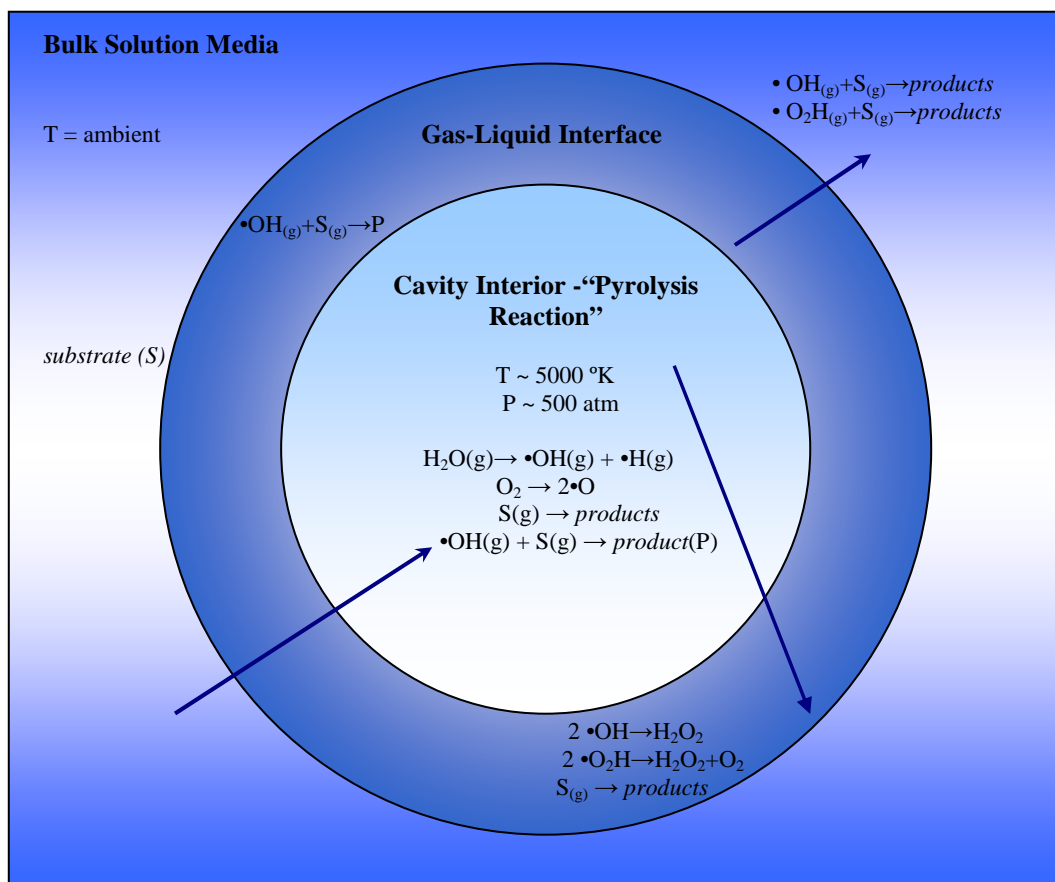 Bulk Solution Media
• OH(g)+S(g)→products
• O₂H(g)+S(g)→products
T = ambient
Gas-Liquid Interface
•OH(g)+S(g)→P
Cavity Interior -“Pyrolysis
Reaction”
substrate (S)
T ~ 5000 ºK
P ~ 500 atm
H₂O(g)→ •OH(g) + •H(g)
O₂ → 2•O
S(g) → products
•OH(g) + S(g) → product(P)
2 •OH→H₂O₂
2 •O₂H→H₂O₂+O₂
S(g) → products